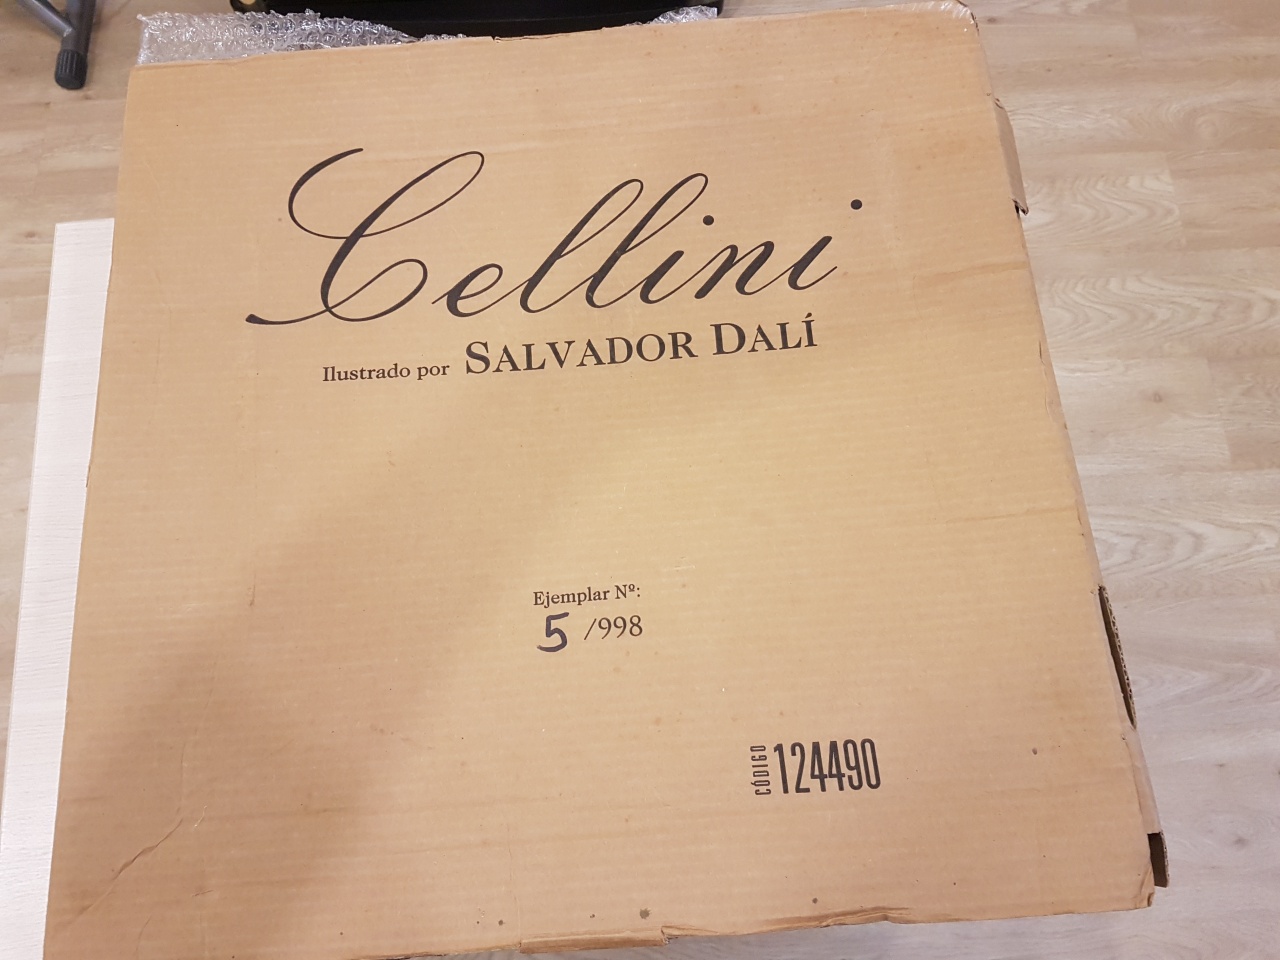 Cellini
Ilustrado por SALVADOR DALÍ
Ejemplar Nº:
5 /998
CÓDIGO 124490